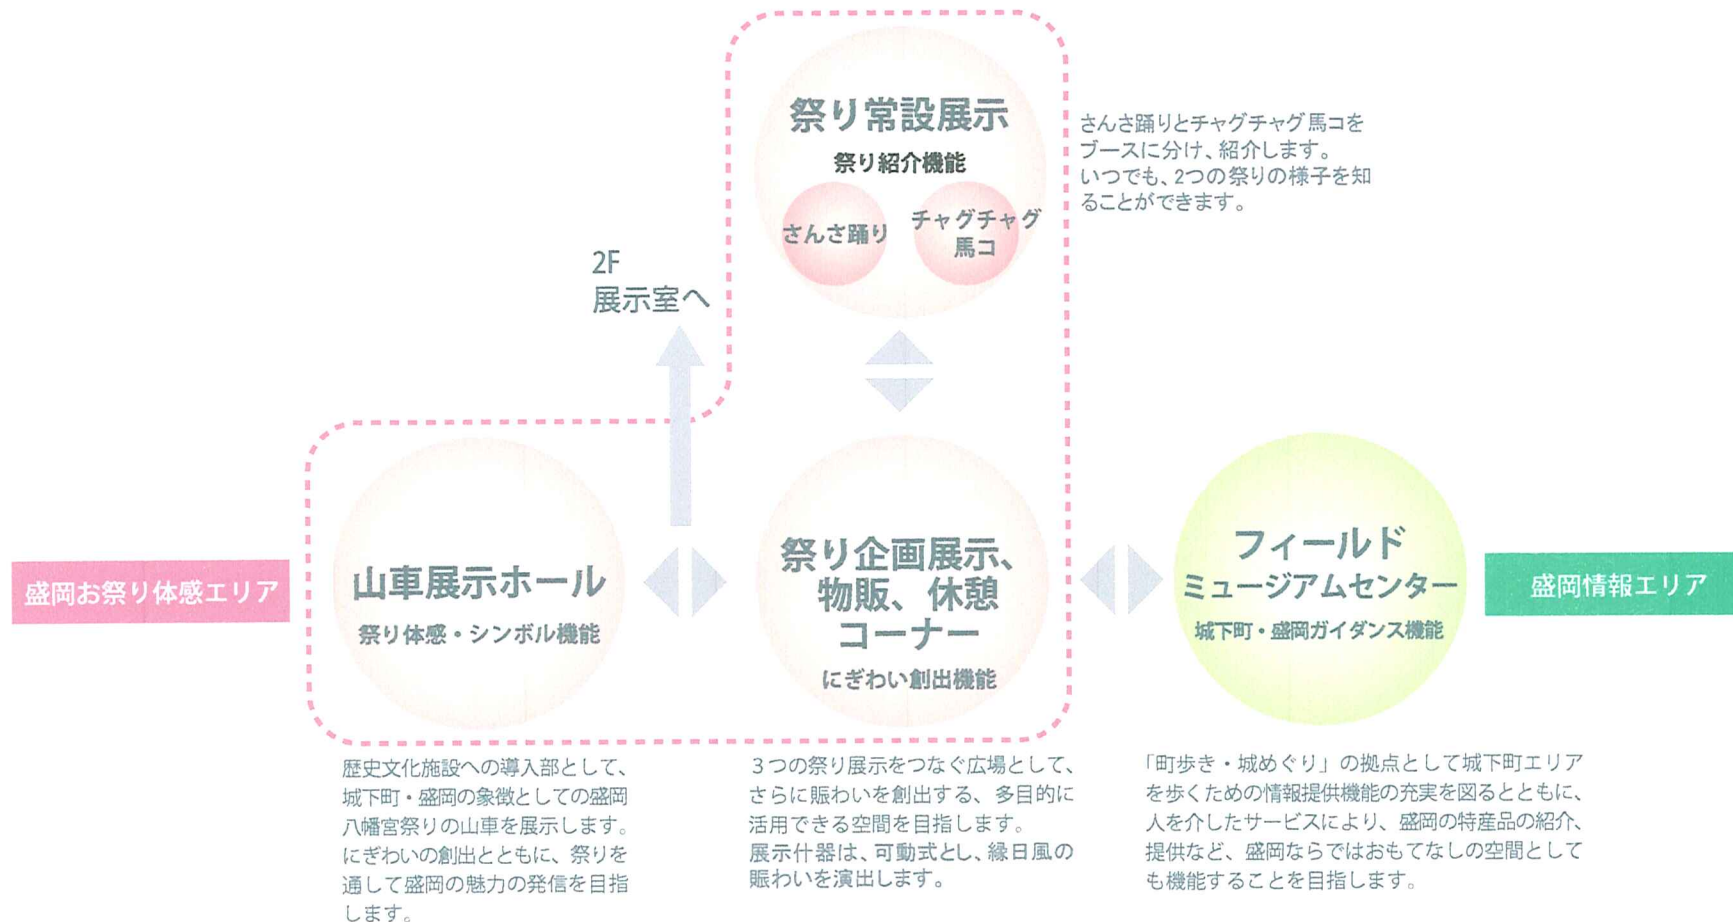 祭り常設展示
祭り紹介機能
さんさ踊り
チャグチャグ
馬コ
さんさ踊りとチャグチャグ馬コを
ブースに分け、紹介します。
いつでも、2つの祭りの様子を知
ることができます。
2F
展示室へ
盛岡お祭り体感エリア
山車展示ホール
祭り体感・シンボル機能
祭り企画展示、
物販、休憩
コーナー
にぎわい創出機能
フィールド
ミュージアムセンター
城下町・盛岡ガイダンス機能
盛岡情報エリア
歴史文化施設への導入部として、
城下町・盛岡の象徴としての盛岡
八幡宮祭りの山車を展示します。
にぎわいの創出とともに、祭りを
通して盛岡の魅力の発信を目指
します。
3つの祭り展示をつなぐ広場として、
さらに賑わいを創出する、多目的に
活用できる空間を目指します。
展示什器は、可動式とし、縁日風の
賑わいを演出します。
「町歩き・城めぐり」の拠点として城下町エリア
を歩くための情報提供機能の充実を図るとともに、
人を介したサービスにより、盛岡の特産品の紹介、
提供など、盛岡ならではおもてなしの空間として
も機能することを目指します。